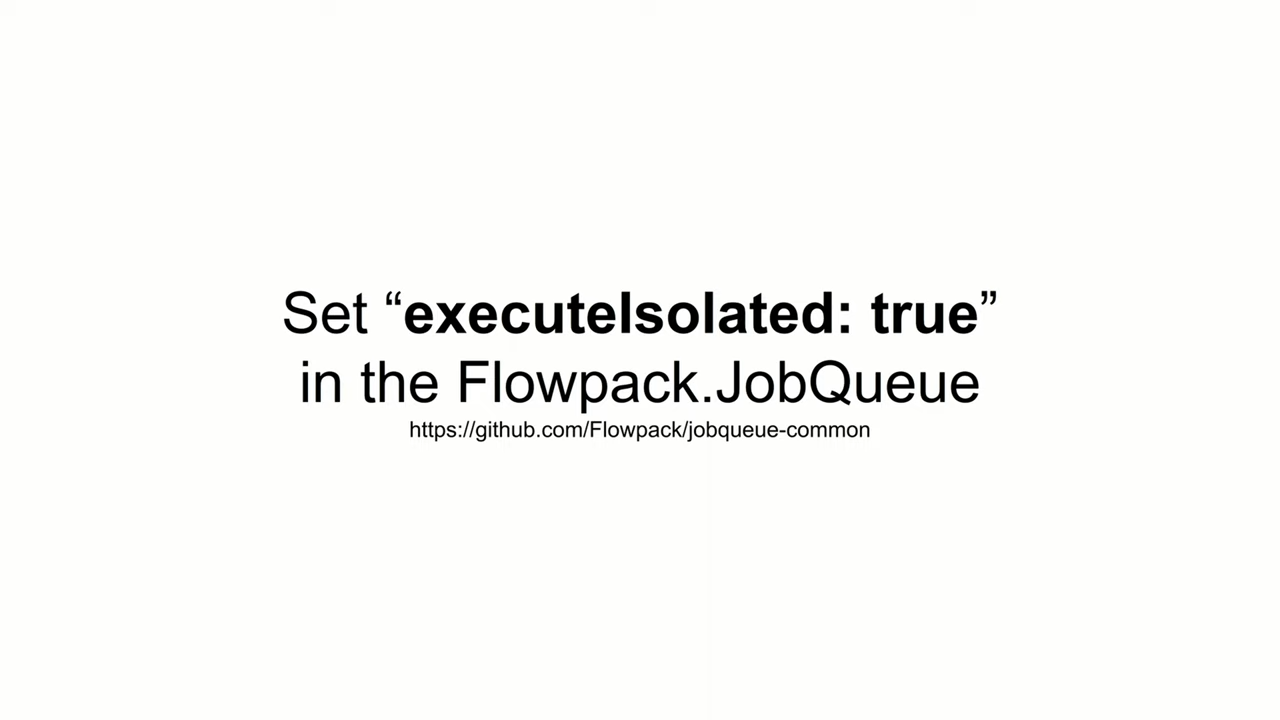 Set “executeIsolated: true”
in the Flowpack.JobQueue
https://github.com/Flowpack/jobqueue-common